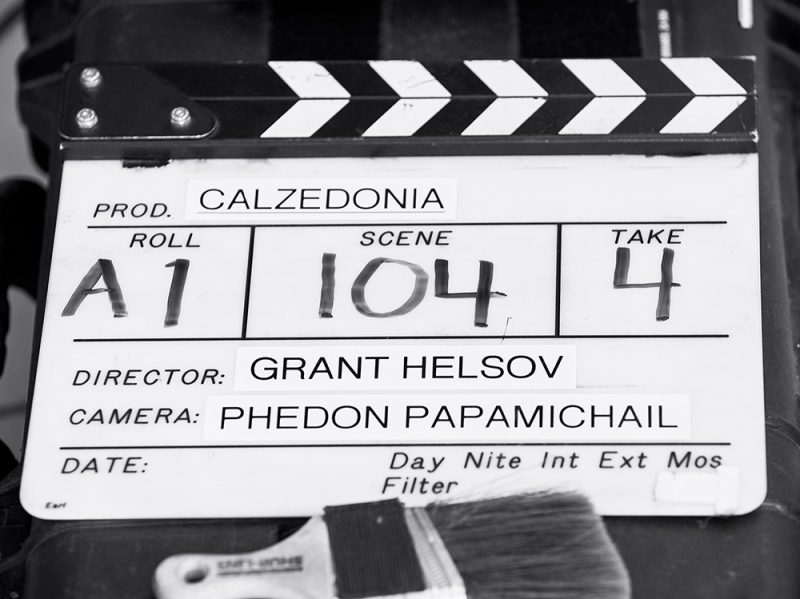 PROD. CALZEDONIA
ROLL SCENE TAKE
A1 104 4
DIRECTOR: GRANT HELSOV
CAMERA: PHEDON PAPAMICHAIL
DATE: Day Nite Int Ext Mos
Filter
Earl